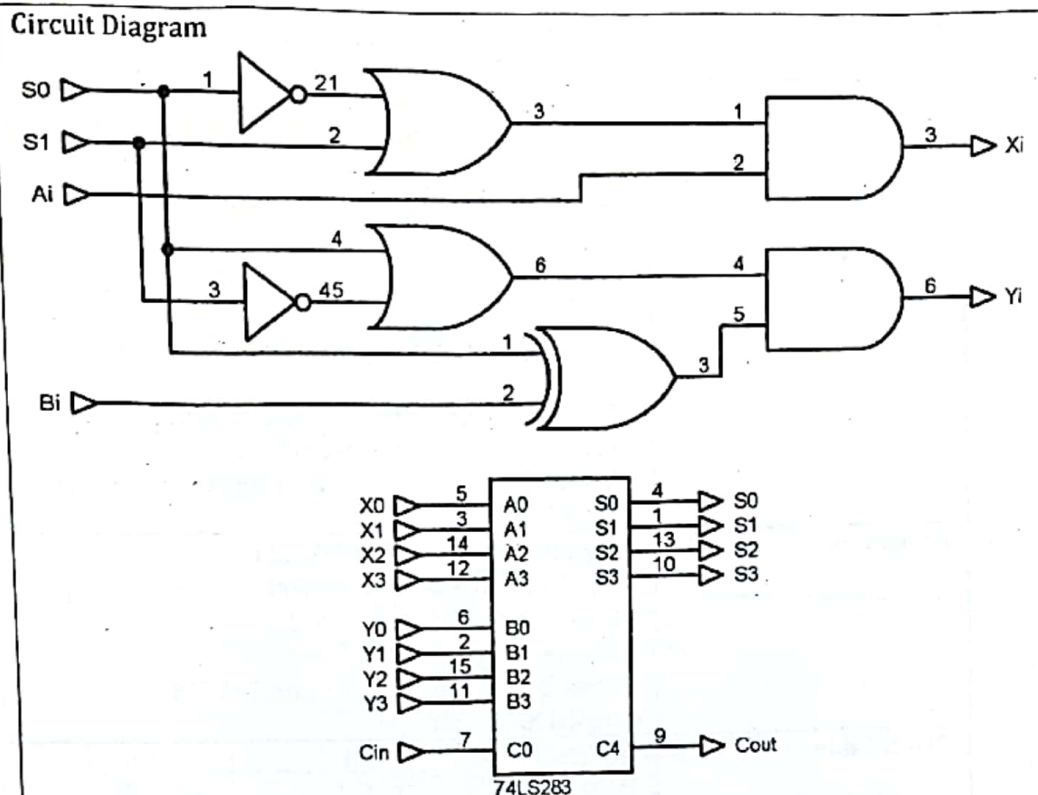 Circuit Diagram
S0 1 21 3 1 3 Xi
S1 2
Ai 2
4 6 4 6 Yi
3 45 5
1 3
Bi 2
X0 5 A0 S0 4 S0
X1 3 A1 S1 1 S1
X2 14 A2 S2 13 S2
X3 12 A3 S3 10 S3
Y0 6 B0
Y1 2 B1
Y2 15 B2
Y3 11 B3
Cin 7 C0 C4 9 Cout
74LS283